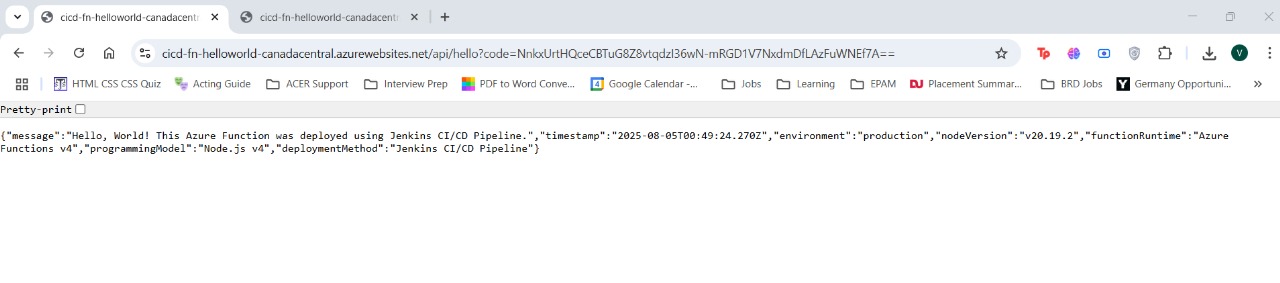 cicd-fn-helloworld-canadacentr
cicd-fn-helloworld-canadacentr
cicd-fn-helloworld-canadacentral.azurewebsites.net/api/hello?code=NnkxUrtHQceCBTuG8Z8vtqdzI36wN-mRGD1V7NxdmDfLAzFuWNEf7A==
Tp
V
HTML CSS CSS Quiz
Acting Guide
ACER Support
Interview Prep
PDF to Word Conve...
4
Google Calendar -...
Jobs
Learning
EPAM
DJ
Placement Summar...
BRD Jobs
Y
Germany Opportuni...
Pretty-print
{"message":"Hello, World! This Azure Function was deployed using Jenkins CI/CD Pipeline.","timestamp":"2025-08-05T00:49:24.270Z","environment":"production","nodeVersion":"v20.19.2","functionRuntime":"Azure
Functions v4","programmingModel":"Node.js v4","deploymentMethod":"Jenkins CI/CD Pipeline"}